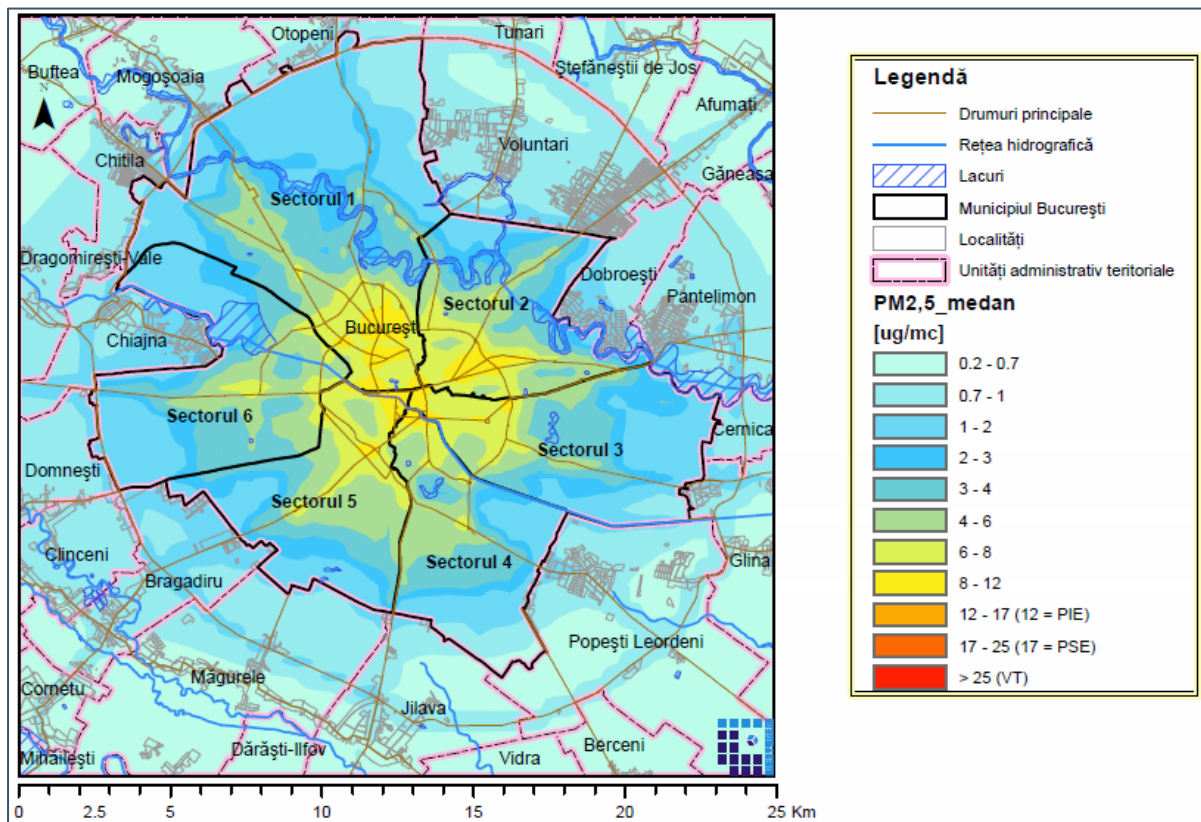 Otopeni
Tunari
Buftea
Mogoşoaia
Ştefăneştii de Jos
Afumați
N
Voluntari
Chitila
Găneasa
Sectorul 1
Dragomireşti-Vale
Dobroeşti
Sectorul 2
Pantelimon
Bucureşti
Chiajna
Sectorul 6
Cernica
Sectorul 3
Domneşti
Sectorul 5
Clinceni
Glina
Sectorul 4
Bragadiru
Popeşti Leordeni
Măgurele
Cornetu
Jilava
Dărăşti-Ilfov
Berceni
Mihăileşti
Vidra
0 2.5 5 10 15 20 25 Km
Legendă
Drumuri principale
Rețea hidrografică
Lacuri
Municipiul Bucureşti
Localități
Unități administrativ teritoriale
PM2,5_medan
[ug/mc]
0.2 - 0.7
0.7 - 1
1 - 2
2 - 3
3 - 4
4 - 6
6 - 8
8 - 12
12 - 17 (12 = PIE)
17 - 25 (17 = PSE)
> 25 (VT)